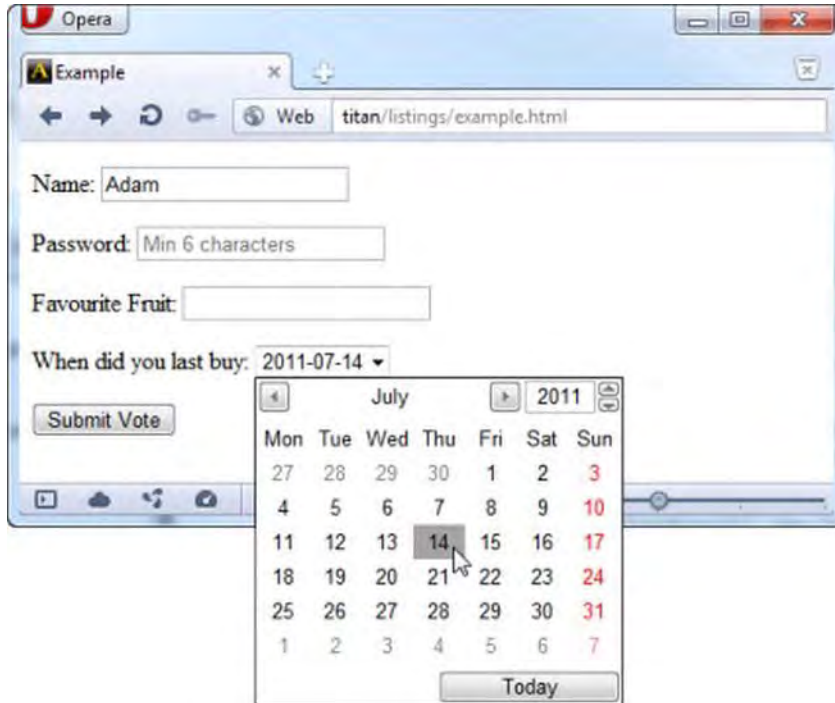 Opera
Example
Web titan/listings/example.html
Name: Adam
Password: Min 6 characters
Favourite Fruit:
When did you last buy: 2011-07-14
Submit Vote
July 2011
Mon Tue Wed Thu Fri Sat Sun
27 28 29 30 1 2 3
4 5 6 7 8 9 10
11 12 13 14 15 16 17
18 19 20 21 22 23 24
25 26 27 28 29 30 31
1 2 3 4 5 6 7
Today